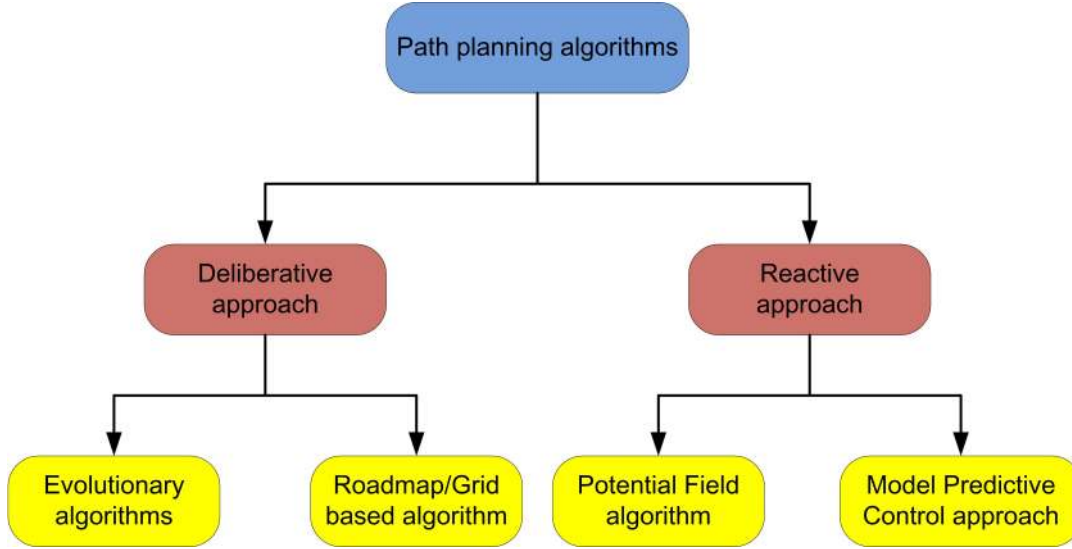 Path planning algorithms
Deliberative
approach
Reactive
approach
Evolutionary
algorithms
Roadmap/Grid
based algorithm
Potential Field
algorithm
Model Predictive
Control approach